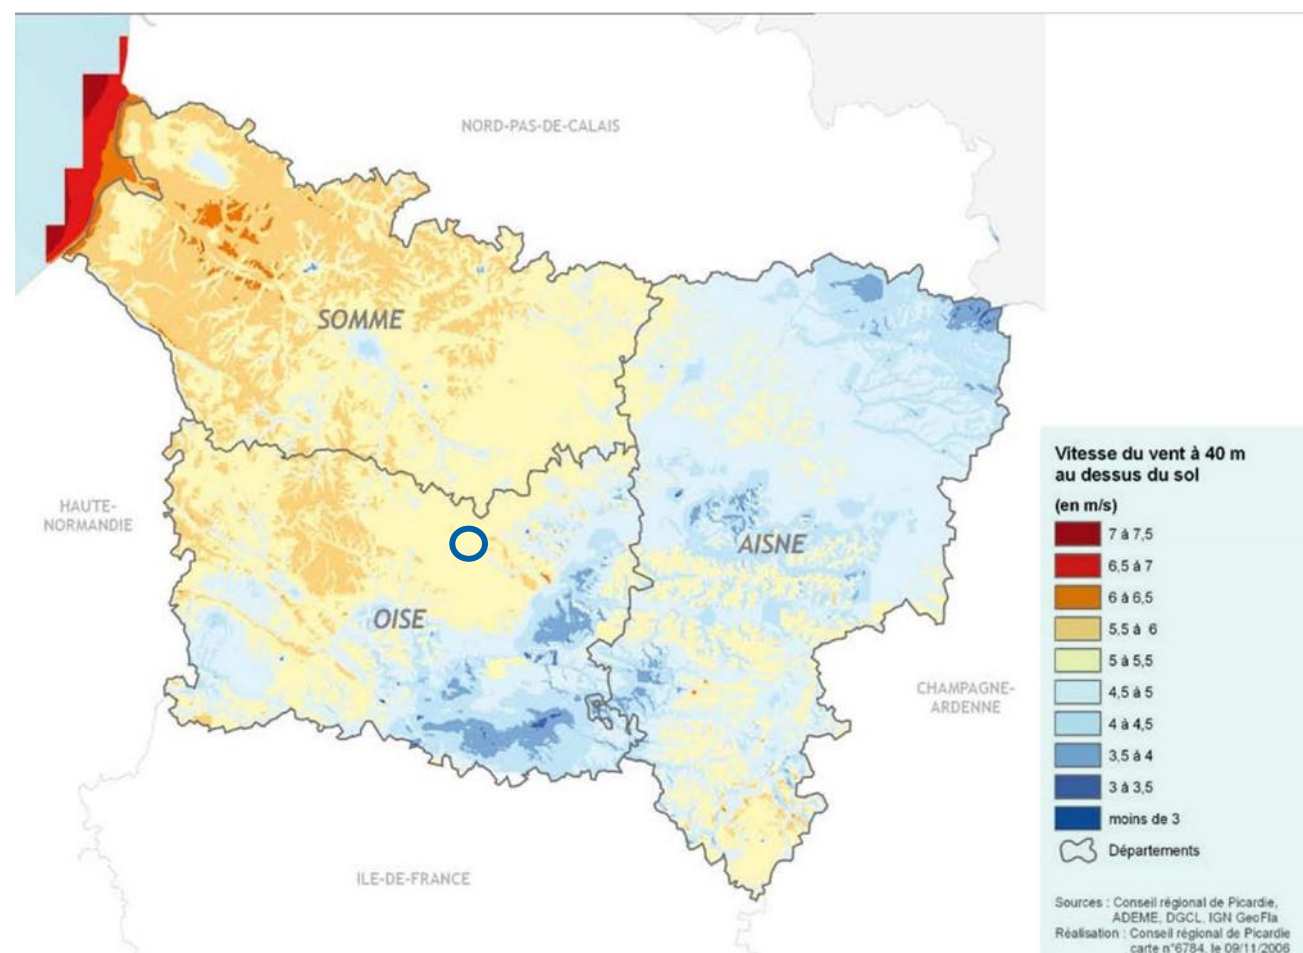 NORD-PAS-DE-CALAIS
SOMME
HAUTE-
NORMANDIE
AISNE
OISE
CHAMPAGNE-
ARDENNE
ILE-DE-FRANCE
Vitesse du vent à 40 m
au dessus du sol
(en m/s)
7 à 7,5
6,5 à 7
6 à 6,5
5,5 à 6
5 à 5,5
4,5 à 5
4 à 4,5
3,5 à 4
3 à 3,5
moins de 3
Départements
Sources : Conseil régional de Picardie,
ADEME, DGCL, IGN GeoFla
Réalisation : Conseil régional de Picardie
carte n°6784, le 09/11/2006